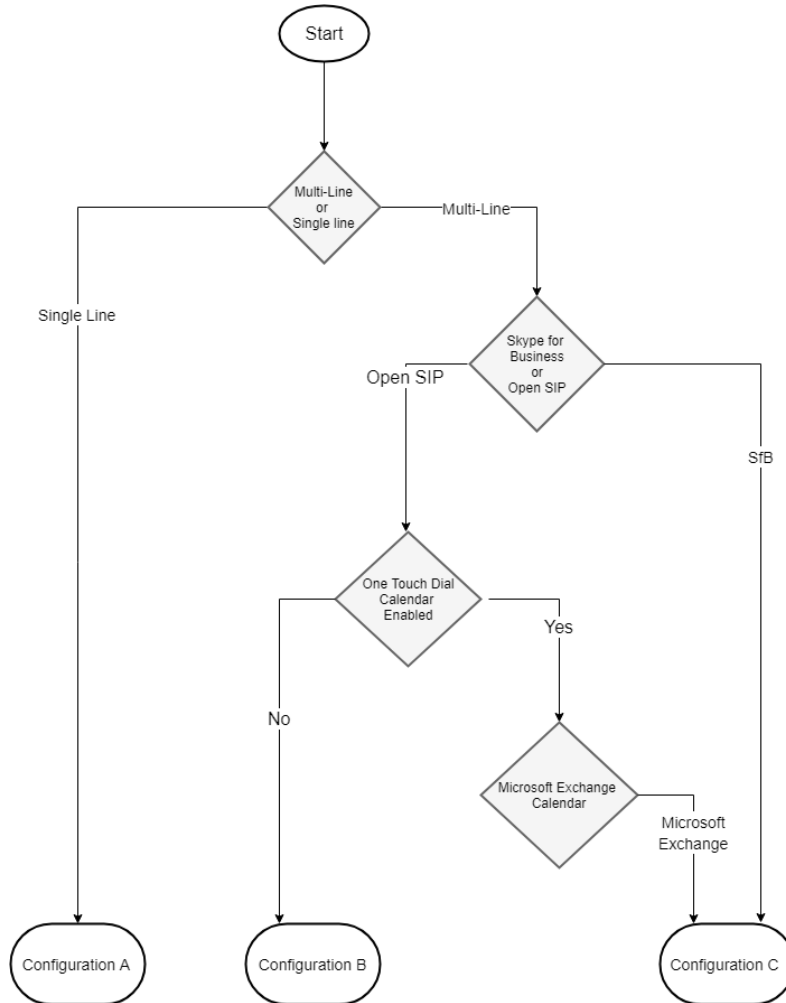 Start
Multi-Line
or
Single line
Multi-Line
Single Line
Skype for
Business
or
Open SIP
Open SIP
SfB
One Touch Dial
Calendar
Enabled
Yes
No
Microsoft Exchange
Calendar
Microsoft
Exchange
Configuration A
Configuration B
Configuration C